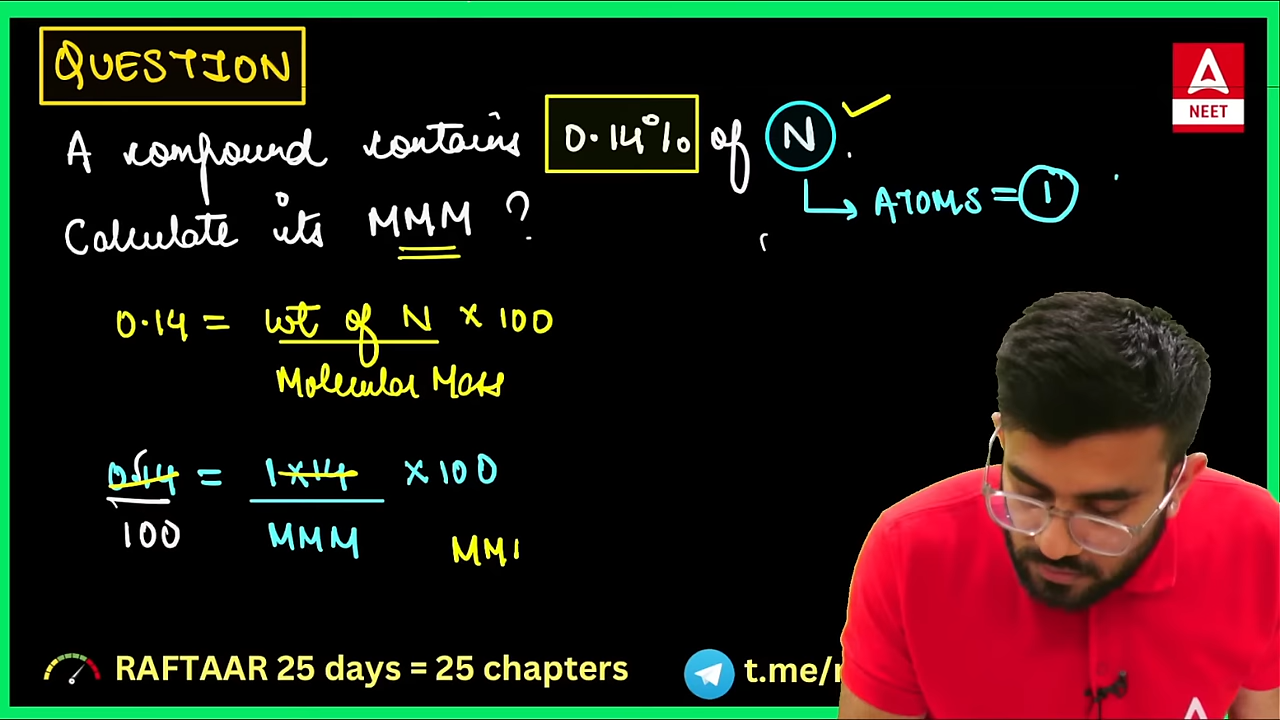 QUESTION
NEET
A compound contains 0.14% of N.
ATOMS = 1
Calculate its MMM ?
0.14 = wt of N × 100
Molecular Mass
0.14 = 1×14 ×100
100 MMM
MM
RAFTAAR 25 days = 25 chapters
t.me/